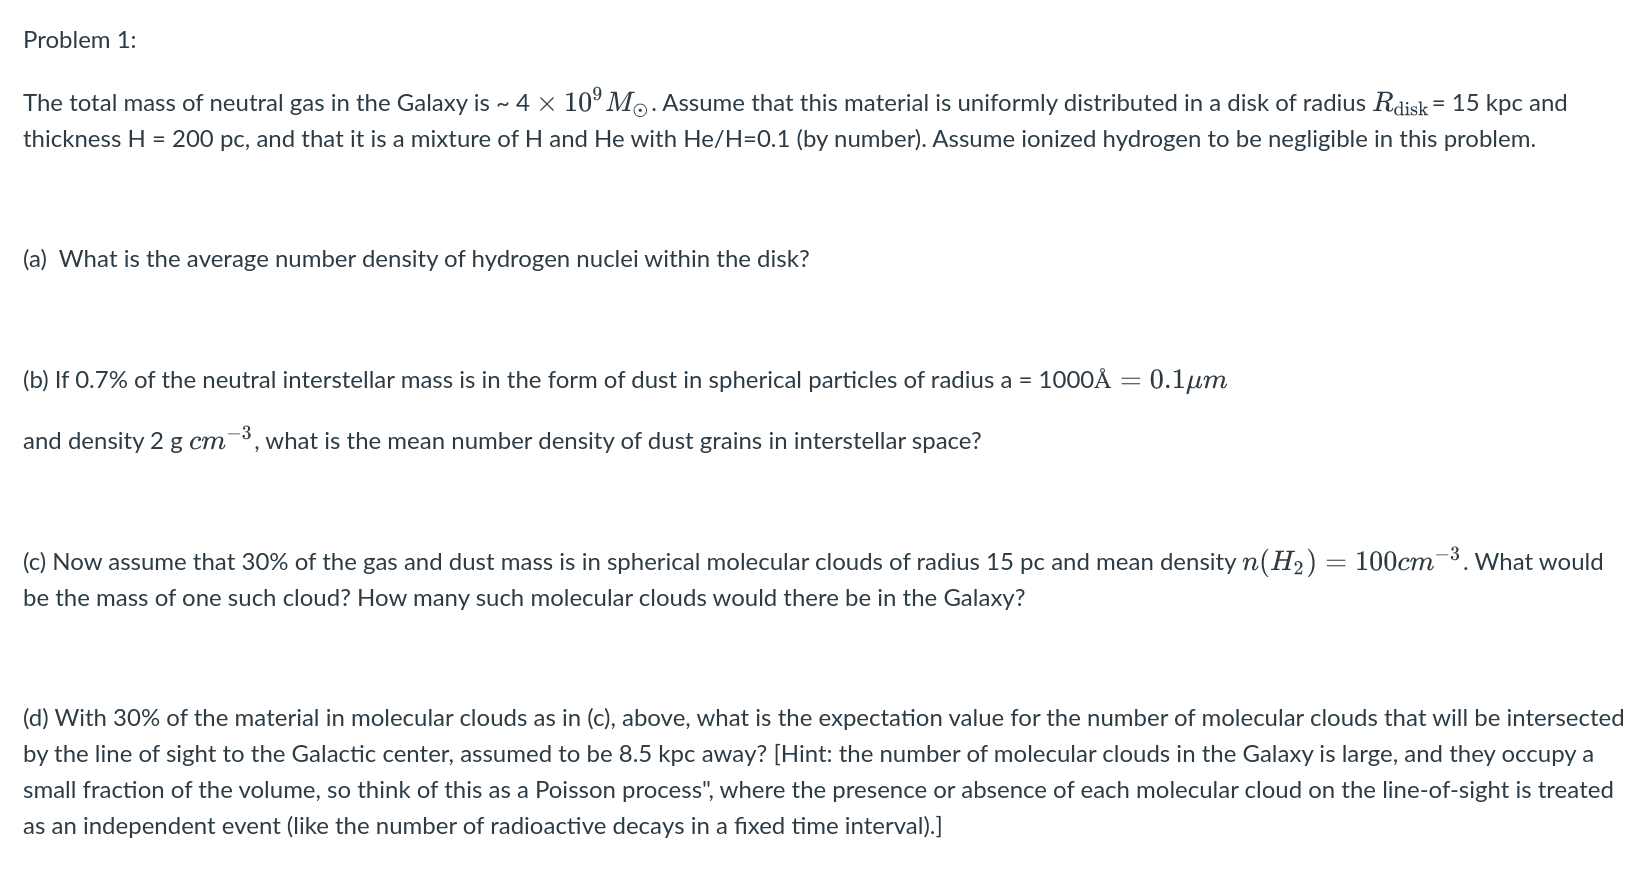 Problem 1:
The total mass of neutral gas in the Galaxy is ~ 4 × 10⁹ M⊙. Assume that this material is uniformly distributed in a disk of radius R_disk = 15 kpc and
thickness H = 200 pc, and that it is a mixture of H and He with He/H=0.1 (by number). Assume ionized hydrogen to be negligible in this problem.
(a) What is the average number density of hydrogen nuclei within the disk?
(b) If 0.7% of the neutral interstellar mass is in the form of dust in spherical particles of radius a = 1000Å = 0.1μm
and density 2 g cm⁻³, what is the mean number density of dust grains in interstellar space?
(c) Now assume that 30% of the gas and dust mass is in spherical molecular clouds of radius 15 pc and mean density n(H₂) = 100cm⁻³. What would
be the mass of one such cloud? How many such molecular clouds would there be in the Galaxy?
(d) With 30% of the material in molecular clouds as in (c), above, what is the expectation value for the number of molecular clouds that will be intersected
by the line of sight to the Galactic center, assumed to be 8.5 kpc away? [Hint: the number of molecular clouds in the Galaxy is large, and they occupy a
small fraction of the volume, so think of this as a Poisson process", where the presence or absence of each molecular cloud on the line-of-sight is treated
as an independent event (like the number of radioactive decays in a fixed time interval).]